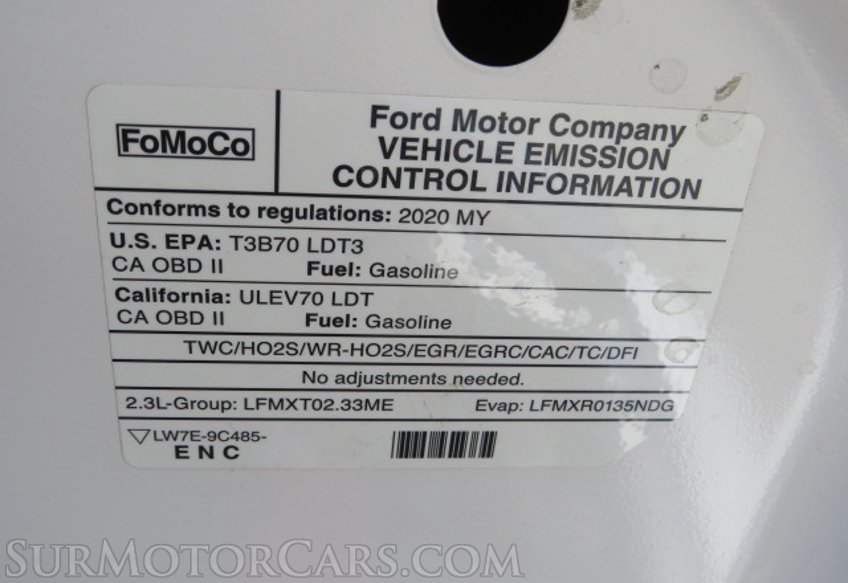 FoMoCo
Ford Motor Company
VEHICLE EMISSION
CONTROL INFORMATION
Conforms to regulations: 2020 MY
U.S. EPA: T3B70 LDT3
CA OBD II Fuel: Gasoline
California: ULEV70 LDT
CA OBD II Fuel: Gasoline
TWC/HO2S/WR-HO2S/EGR/EGRC/CAC/TC/DFI
No adjustments needed.
2.3L-Group: LFMXT02.33ME Evap: LFMXR0135NDG
LW7E-9C485-
E N C
SURMOTORCARS.COM